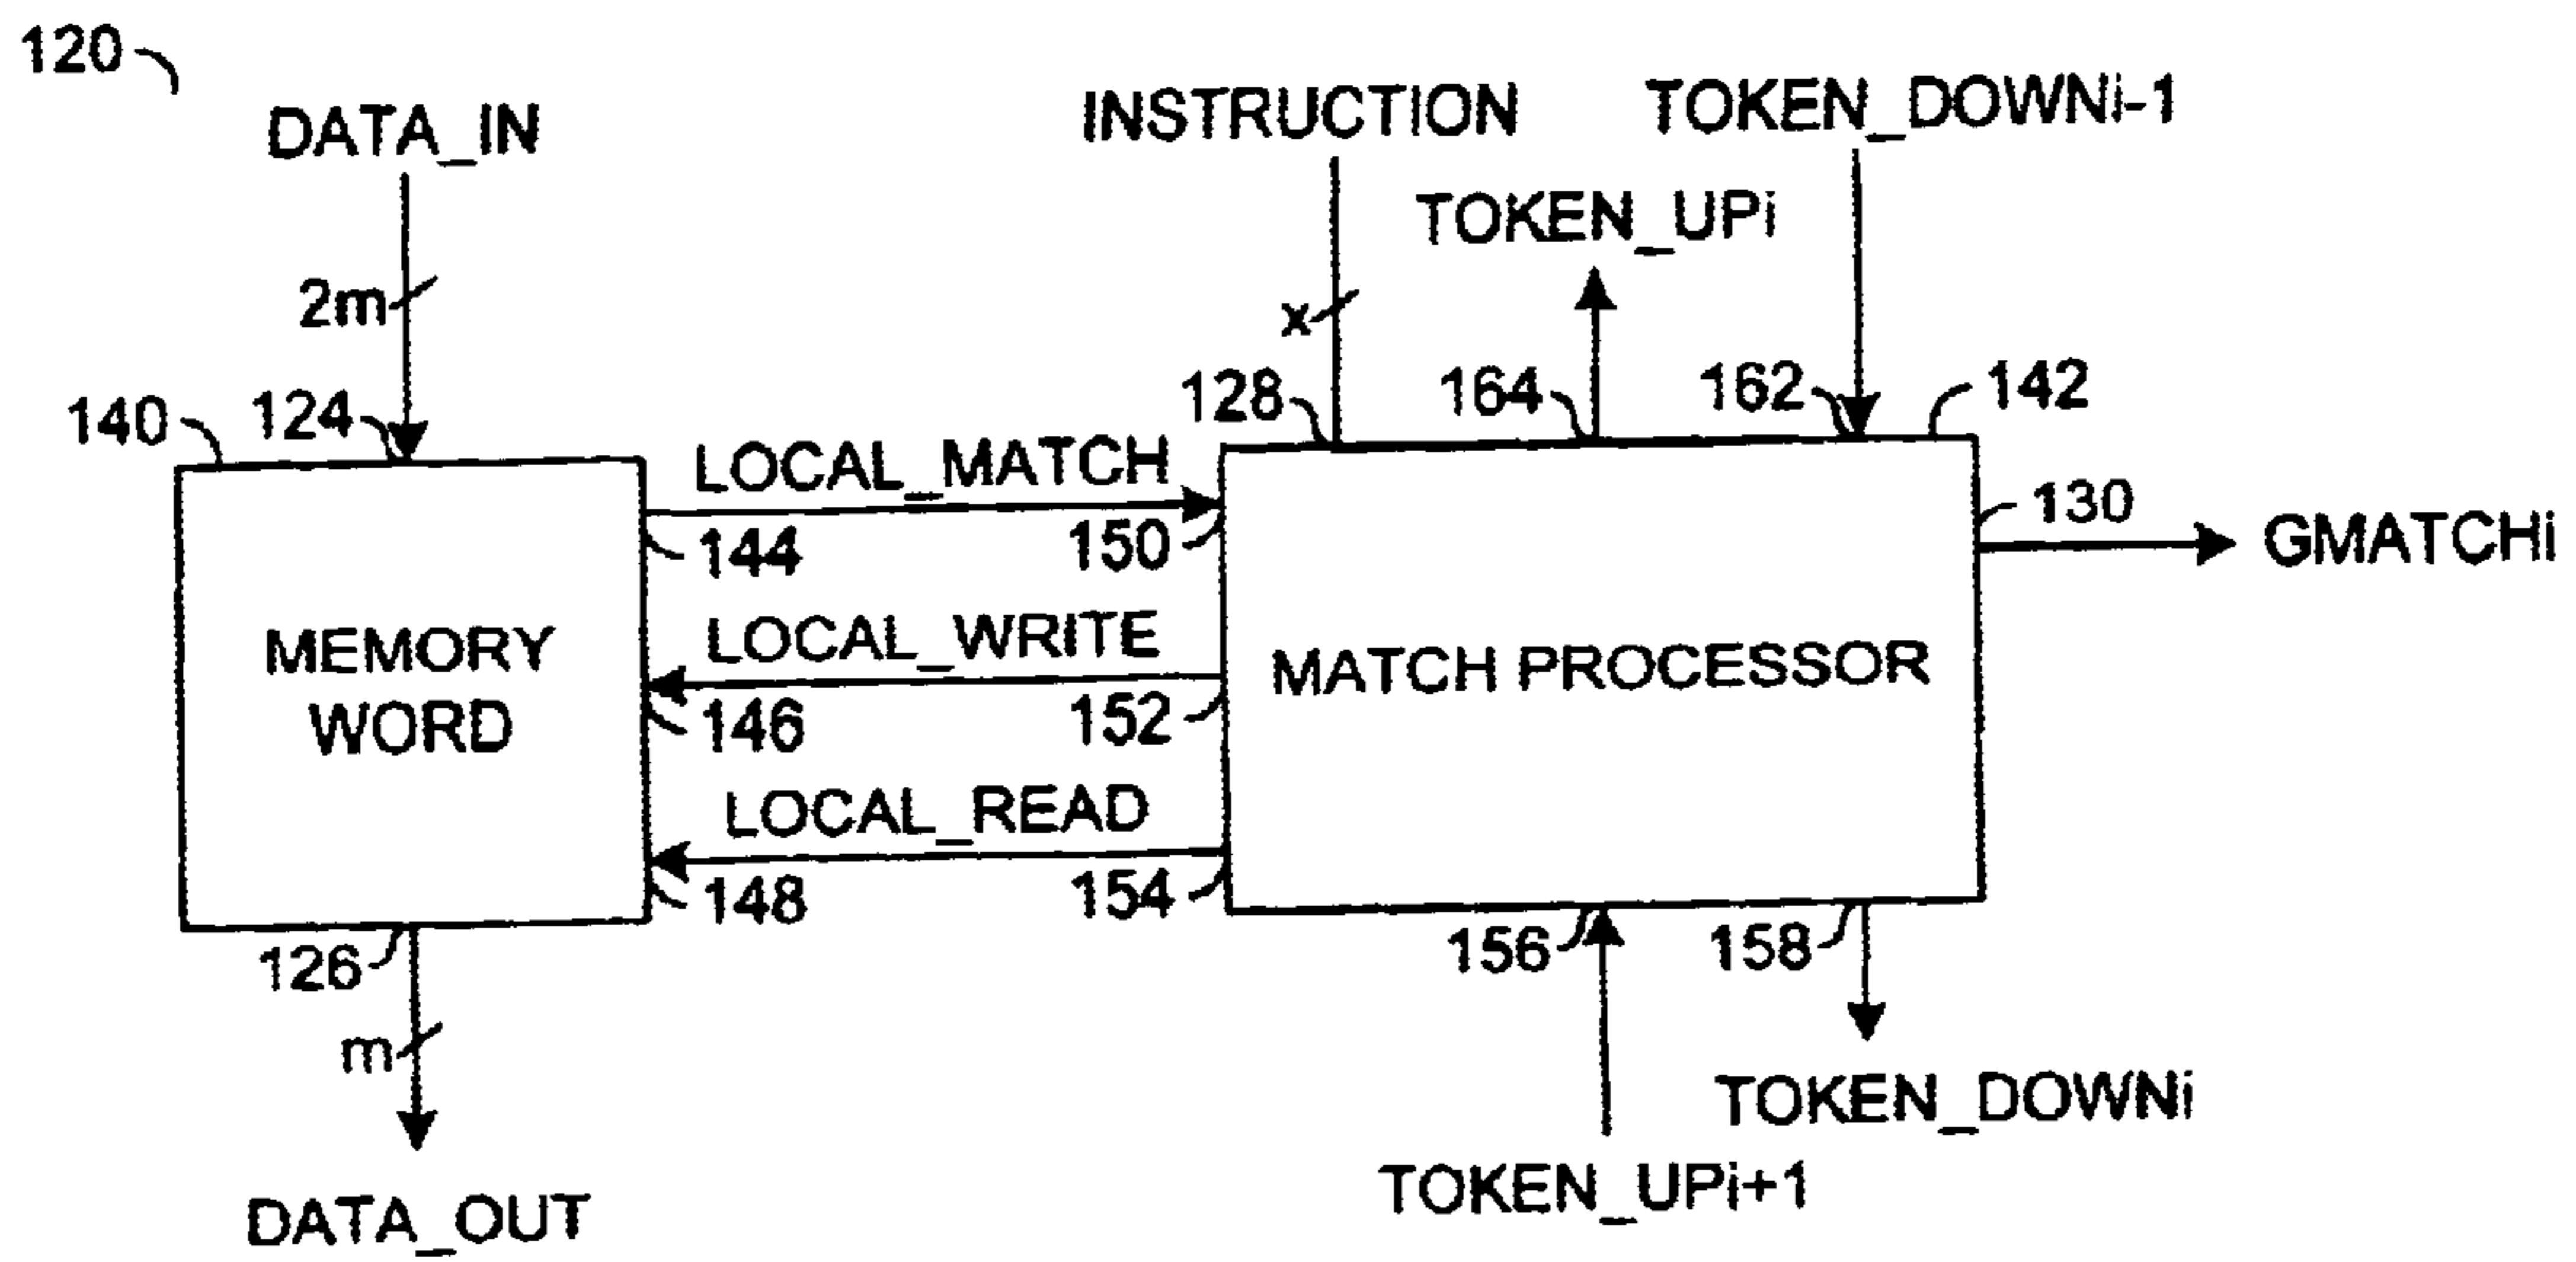 120
DATA_IN
INSTRUCTION
TOKEN_DOWNi-1
TOKEN_UPi
2m
x
140
124
128
164
162
142
LOCAL_MATCH
144
150
130
GMATCHi
MEMORY
WORD
LOCAL_WRITE
146
152
MATCH PROCESSOR
LOCAL_READ
148
154
126
156
158
m
TOKEN_DOWNi
DATA_OUT
TOKEN_UPi+1